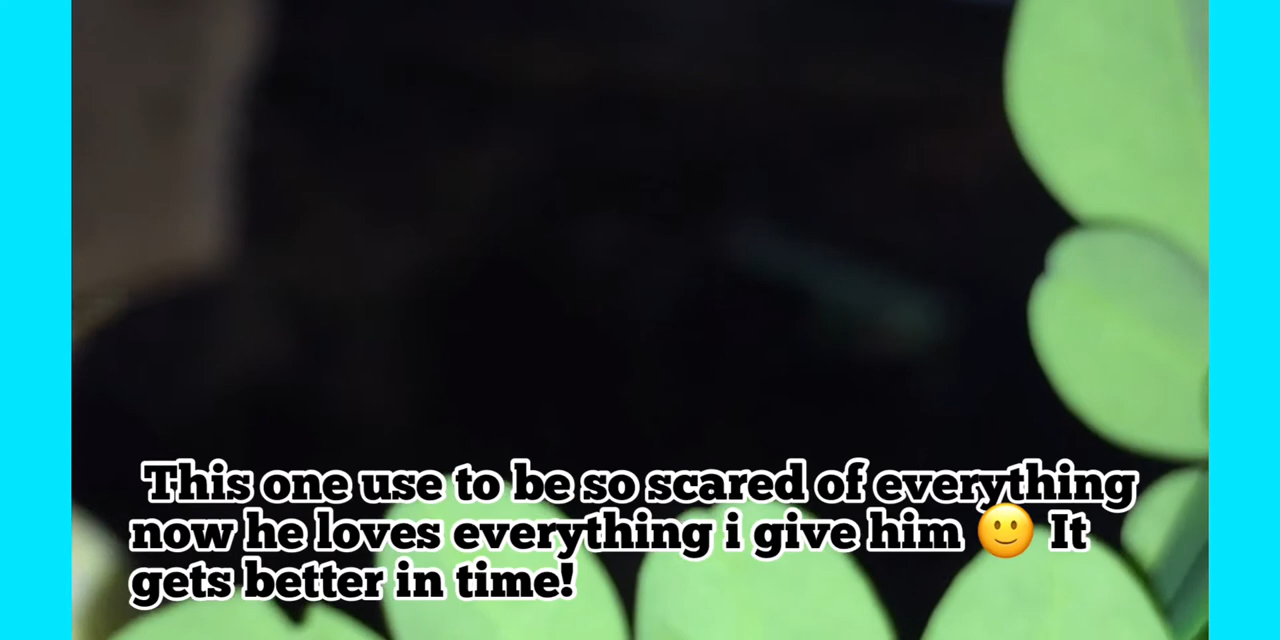 This one use to be so scared of everything
now he loves everything i give him 🙂 It
gets better in time!